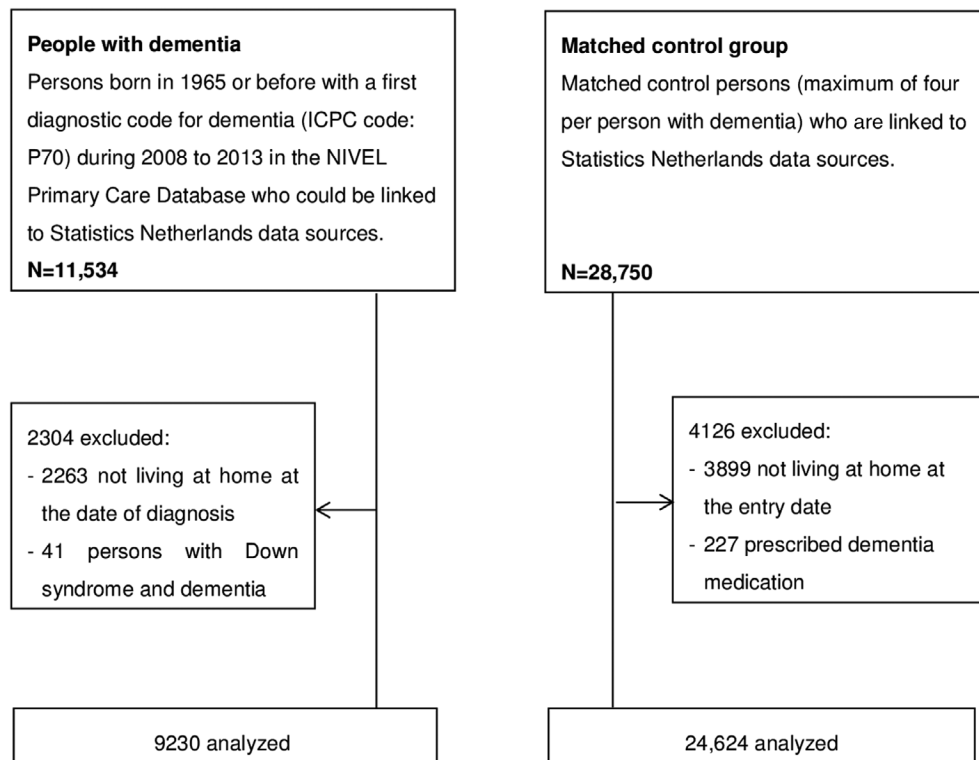 People with dementia
Persons born in 1965 or before with a first
diagnostic code for dementia (ICPC code:
P70) during 2008 to 2013 in the NIVEL
Primary Care Database who could be linked
to Statistics Netherlands data sources.
N=11,534
Matched control group
Matched control persons (maximum of four
per person with dementia) who are linked to
Statistics Netherlands data sources.
N=28,750
2304 excluded:
- 2263 not living at home at
the date of diagnosis
- 41 persons with Down
syndrome and dementia
4126 excluded:
- 3899 not living at home at
the entry date
- 227 prescribed dementia
medication
9230 analyzed
24,624 analyzed